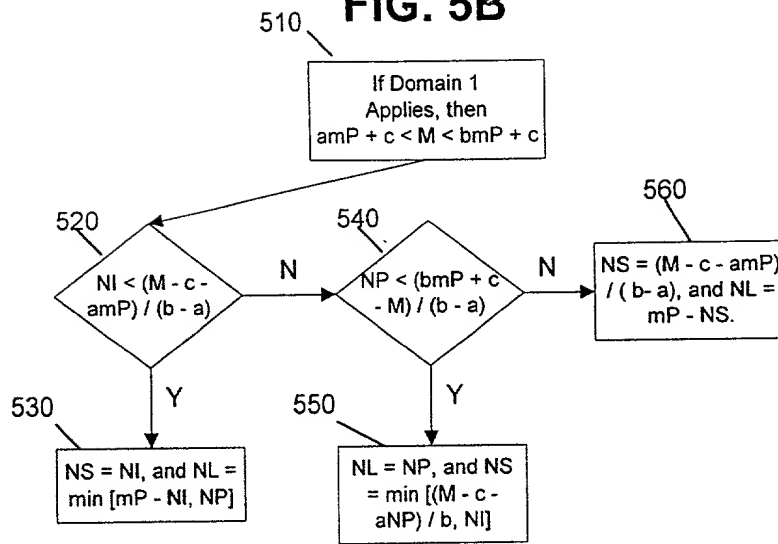 FIG. 5B
510
If Domain 1
Applies, then
amP + c < M < bmP + c
520
NI < (M - c -
amP) / (b - a)
N
540
NP < (bmP + c
- M) / (b - a)
N
560
NS = (M - c - amP)
/ ( b- a), and NL =
mP - NS.
Y
530
NS = NI, and NL =
min [mP - NI, NP]
Y
550
NL = NP, and NS
= min [(M - c -
aNP) / b, NI]